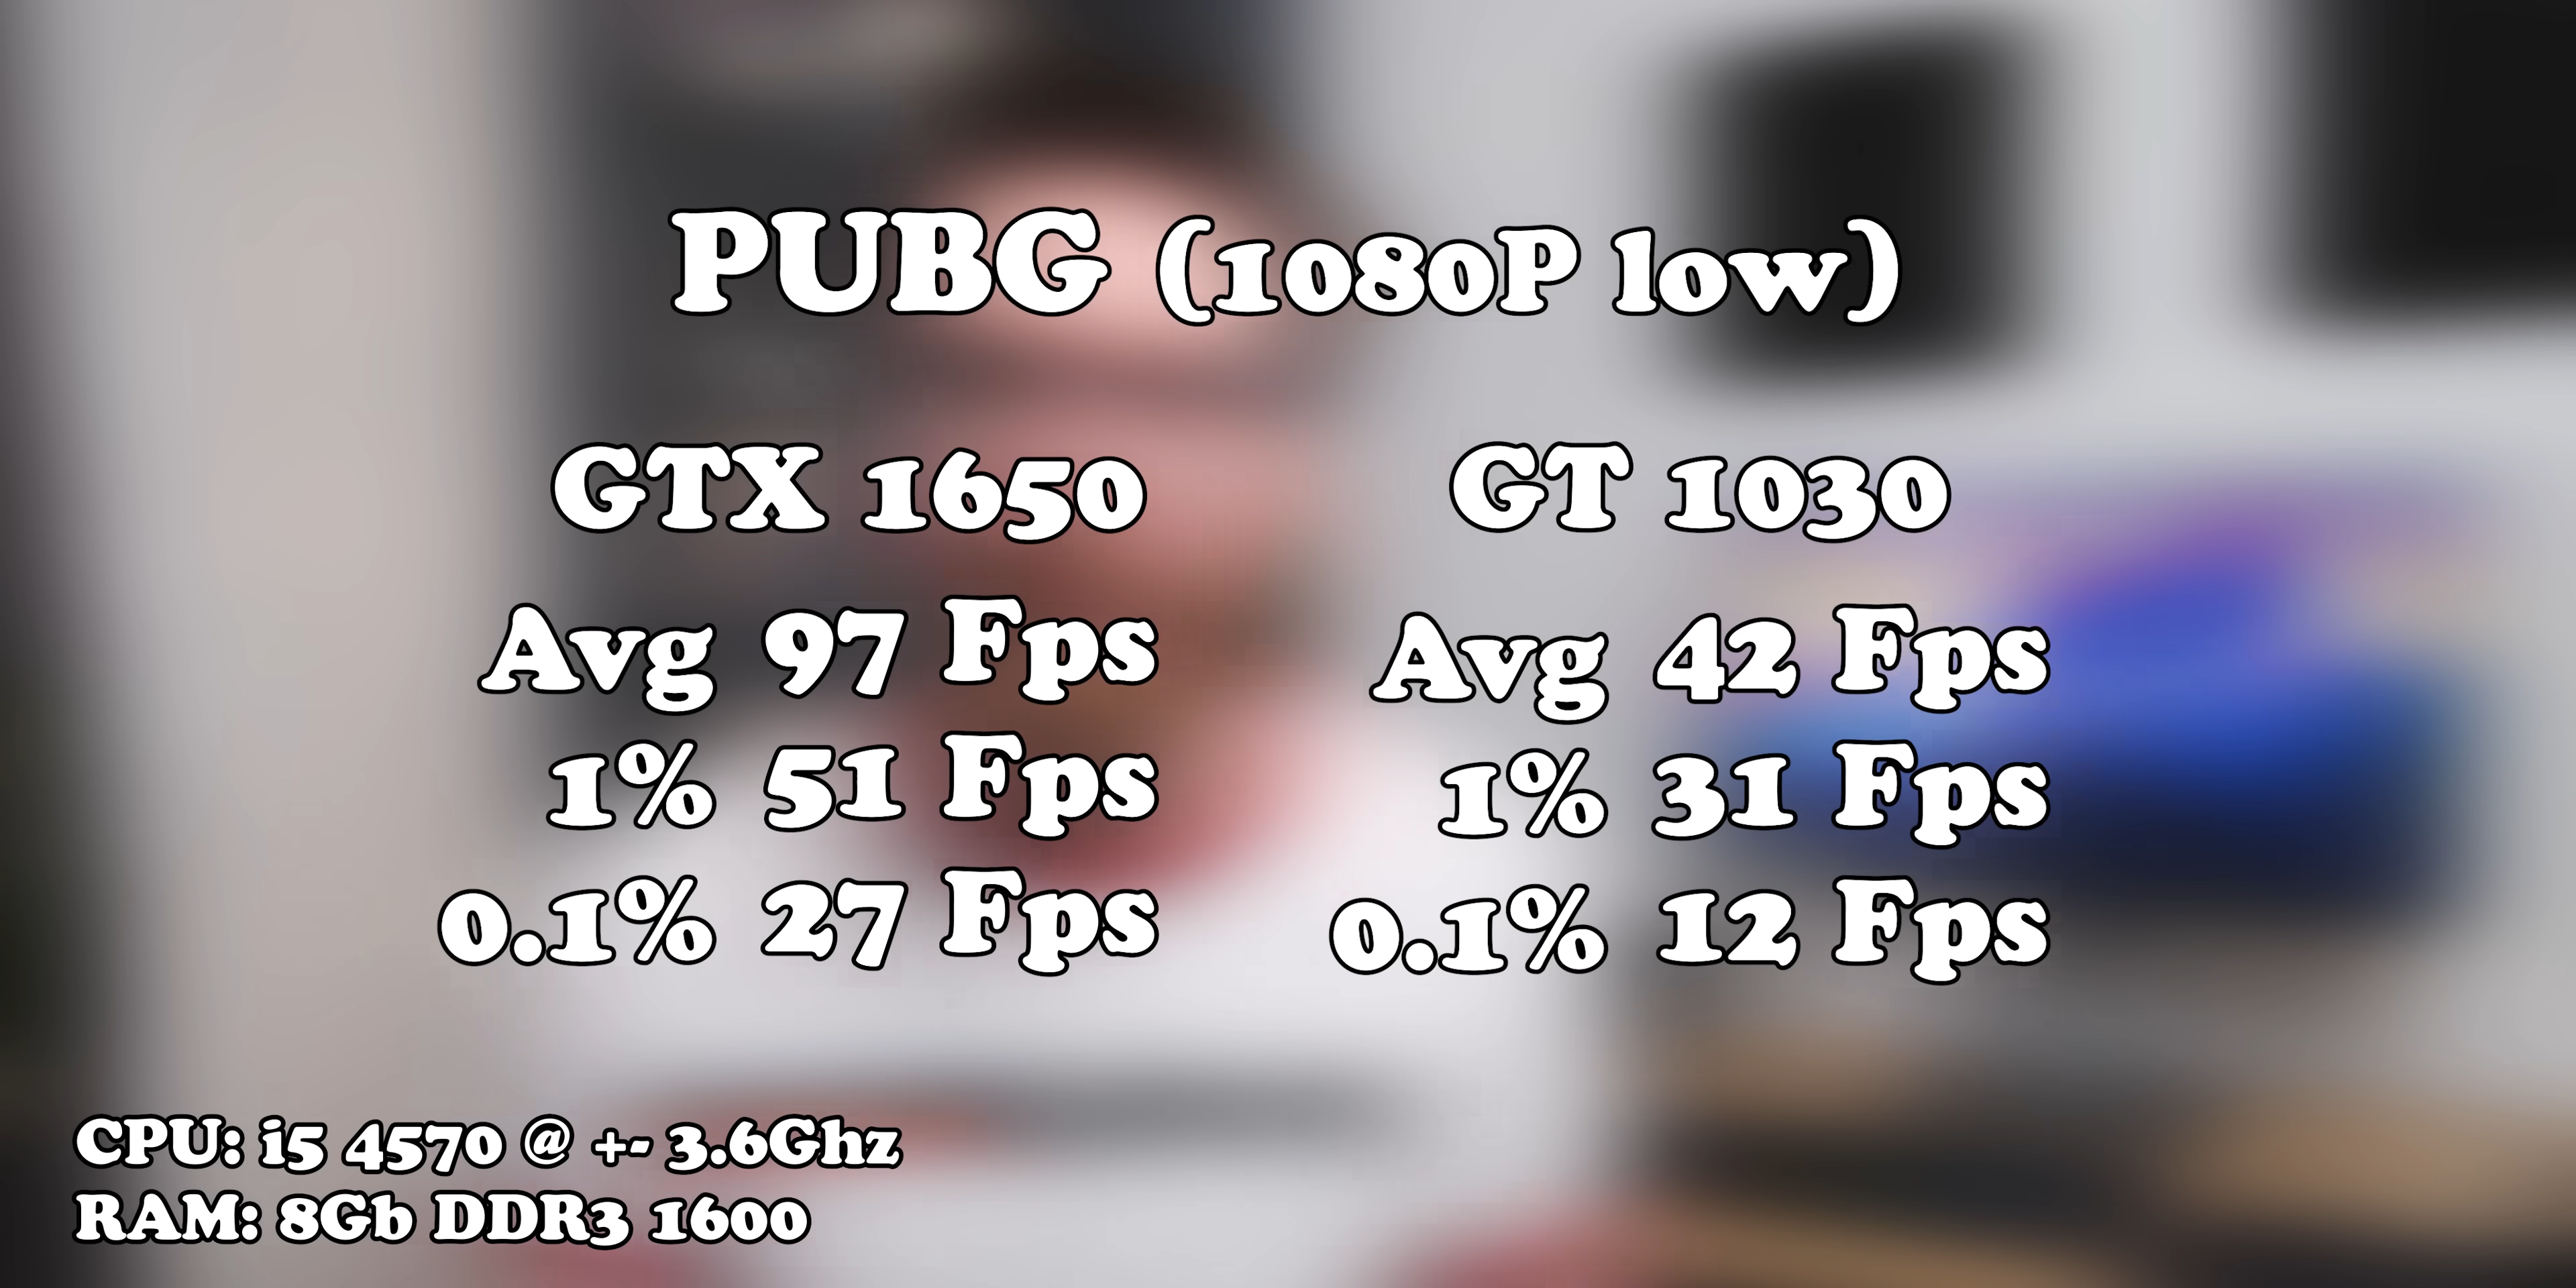 PUBG (1080P low)
GTX 1650
Avg 97 Fps
1% 51 Fps
0.1% 27 Fps
GT 1030
Avg 42 Fps
1% 31 Fps
0.1% 12 Fps
CPU: i5 4570 @ +- 3.6Ghz
RAM: 8Gb DDR3 1600